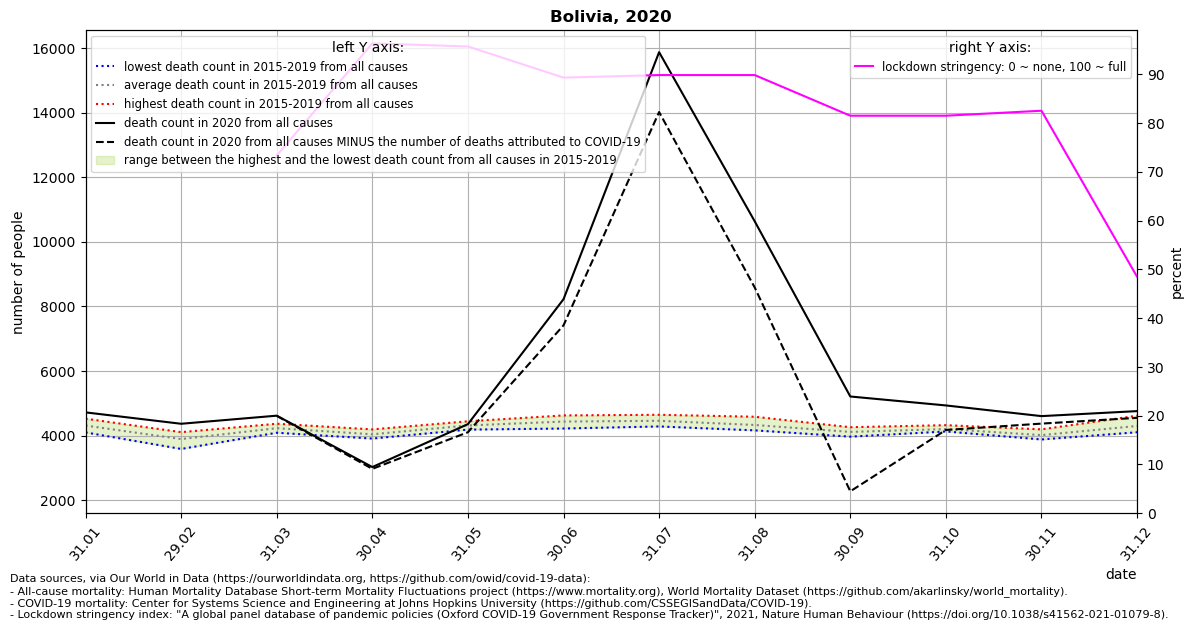 Bolivia, 2020
left Y axis:
lowest death count in 2015-2019 from all causes
average death count in 2015-2019 from all causes
highest death count in 2015-2019 from all causes
death count in 2020 from all causes
death count in 2020 from all causes MINUS the number of deaths attributed to COVID-19
range between the highest and the lowest death count from all causes in 2015-2019
right Y axis:
lockdown stringency: 0 ~ none, 100 ~ full
number of people
16000
14000
12000
10000
8000
6000
4000
2000
percent
90
80
70
60
50
40
30
20
10
0
31.01
29.02
31.03
30.04
31.05
30.06
31.07
31.08
30.09
31.10
30.11
31.12
date
Data sources, via Our World in Data (https://ourworldindata.org, https://github.com/owid/covid-19-data):
- All-cause mortality: Human Mortality Database Short-term Mortality Fluctuations project (https://www.mortality.org), World Mortality Dataset (https://github.com/akarlinsky/world_mortality).
- COVID-19 mortality: Center for Systems Science and Engineering at Johns Hopkins University (https://github.com/CSSEGISandData/COVID-19).
- Lockdown stringency index: "A global panel database of pandemic policies (Oxford COVID-19 Government Response Tracker)", 2021, Nature Human Behaviour (https://doi.org/10.1038/s41562-021-01079-8).